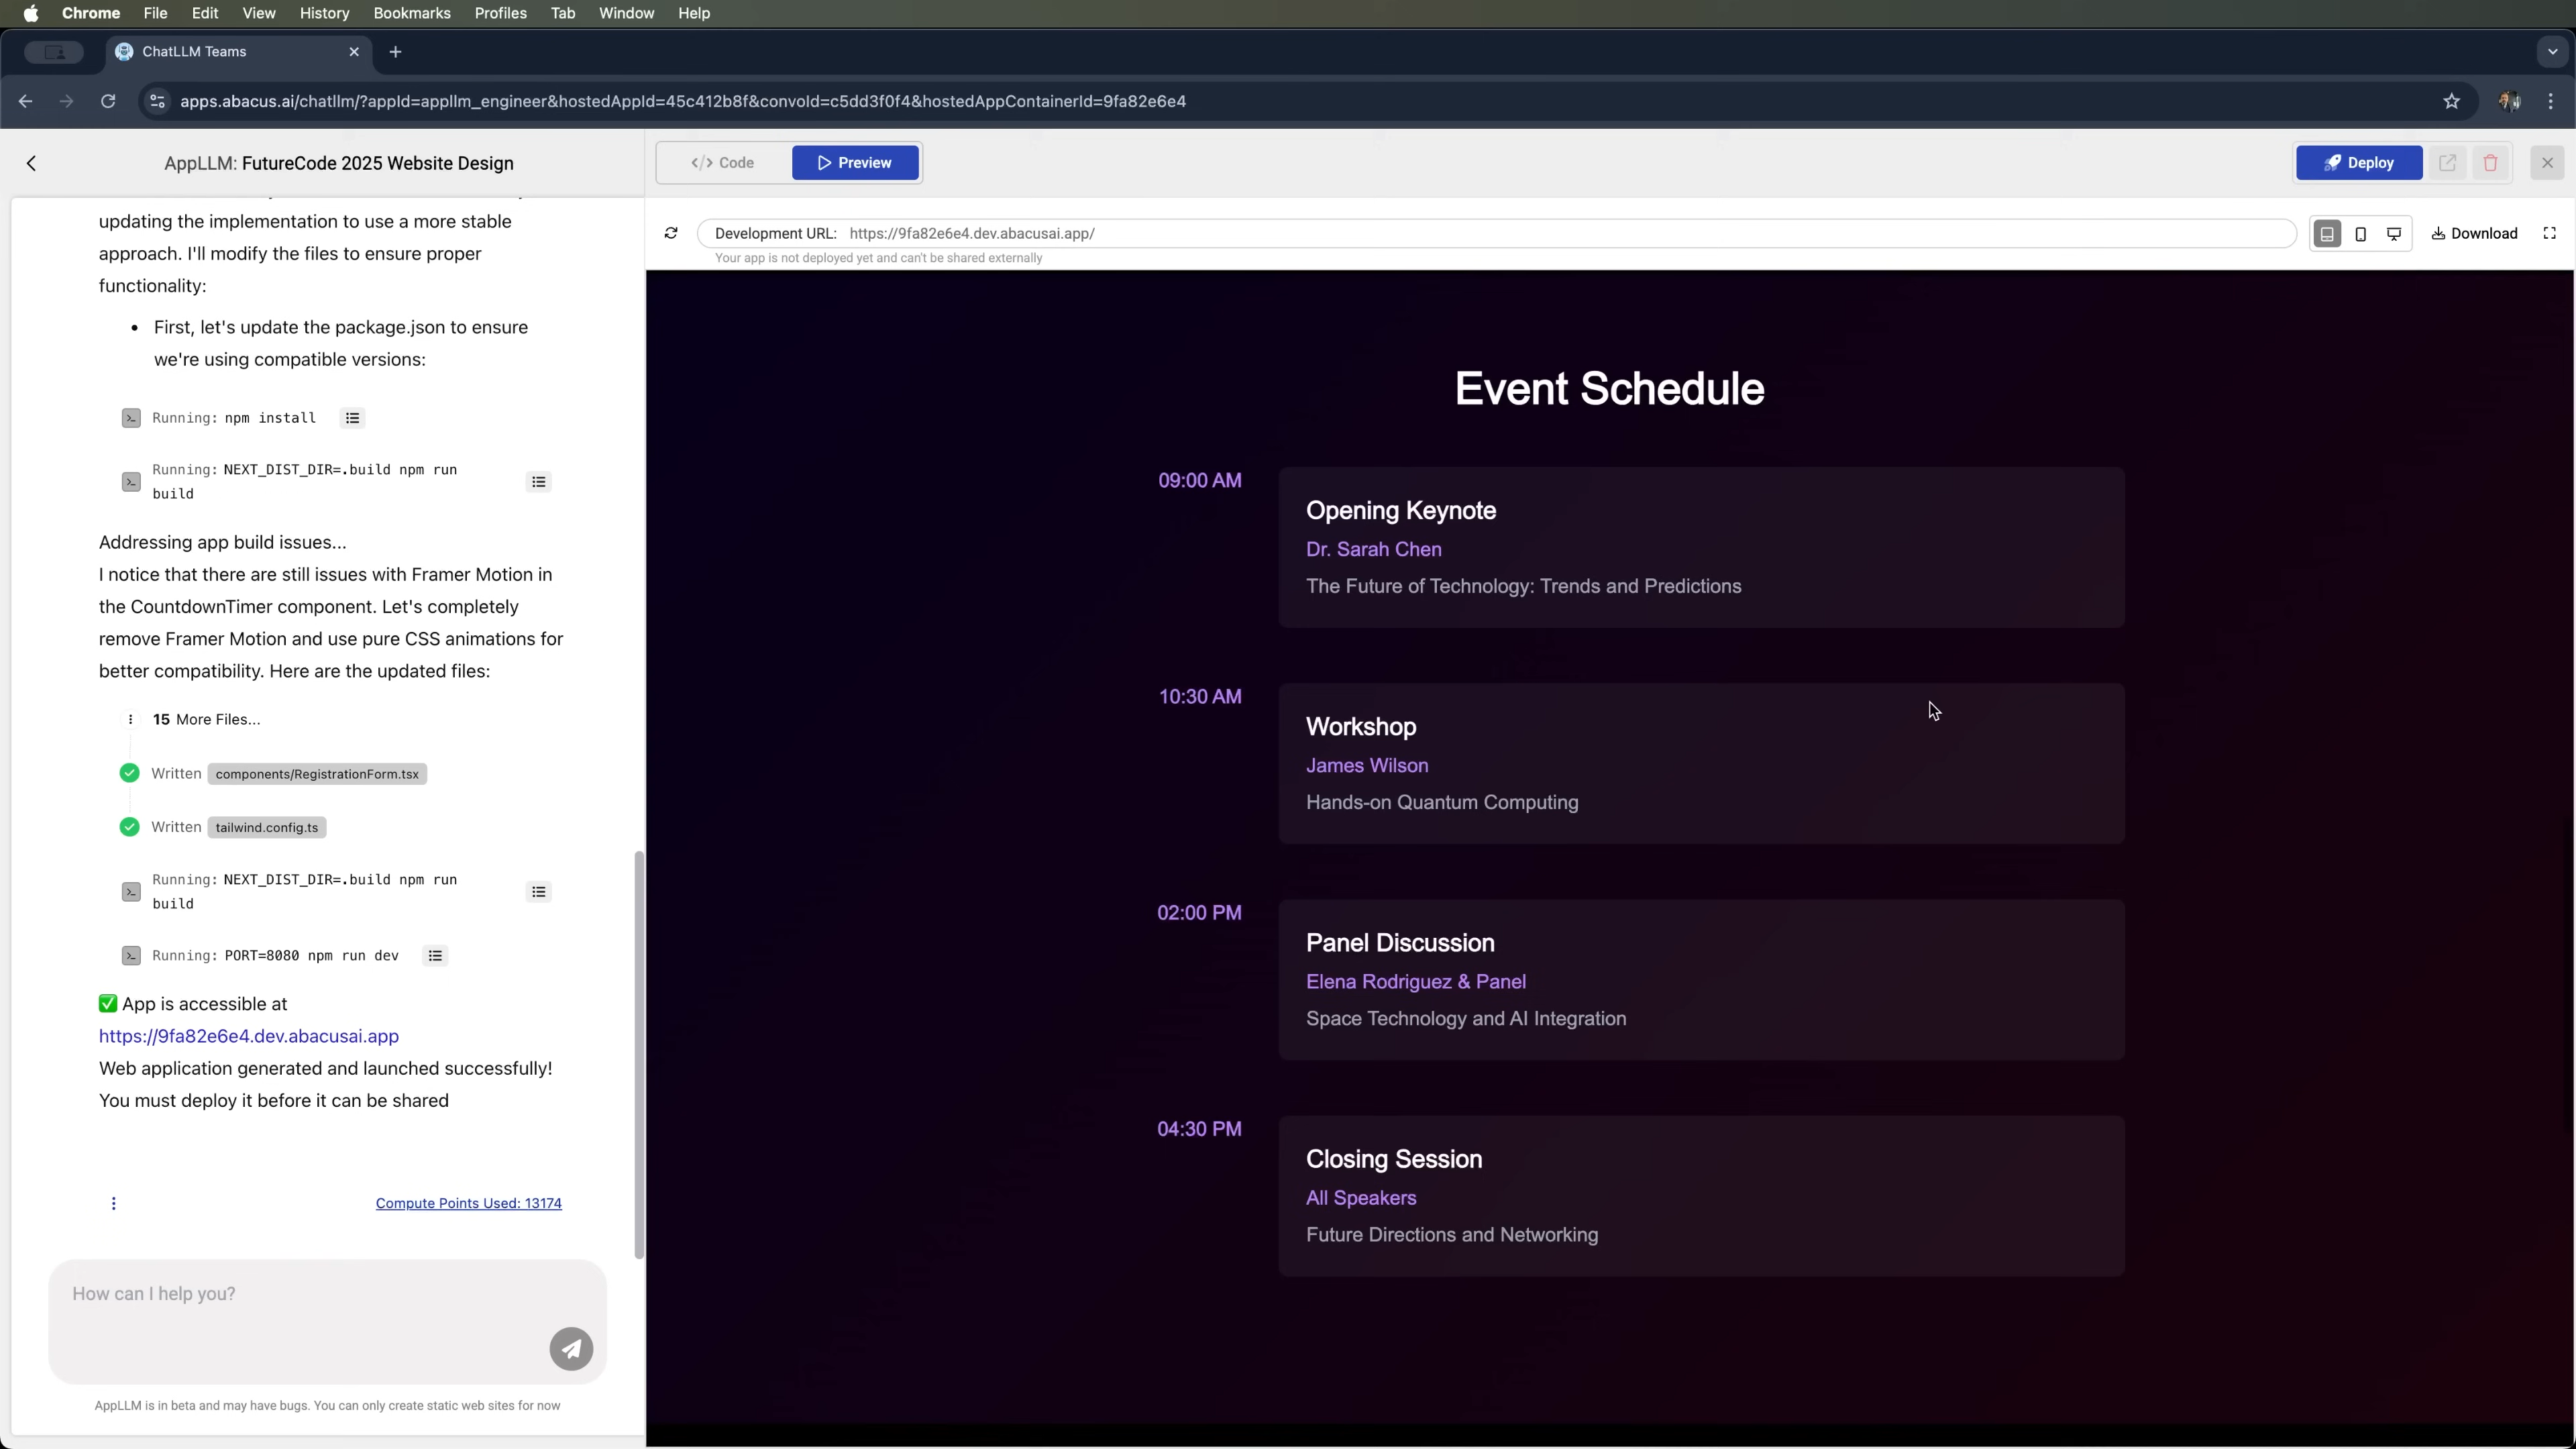 Chrome File Edit View History Bookmarks Profiles Tab Window Help
ChatLLM Teams
apps.abacus.ai/chatllm/?appId=appllm_engineer&hostedAppId=45c412b8f&convoId=c5dd3f0f4&hostedAppContainerId=9fa82e6e4
AppLLM: FutureCode 2025 Website Design
updating the implementation to use a more stable
approach. I'll modify the files to ensure proper
functionality:
• First, let's update the package.json to ensure
we're using compatible versions:
Running: npm install
Running: NEXT_DIST_DIR=.build npm run
build
Addressing app build issues...
I notice that there are still issues with Framer Motion in
the CountdownTimer component. Let's completely
remove Framer Motion and use pure CSS animations for
better compatibility. Here are the updated files:
15 More Files...
Written components/RegistrationForm.tsx
Written tailwind.config.ts
Running: NEXT_DIST_DIR=.build npm run
build
Running: PORT=8080 npm run dev
✅ App is accessible at
https://9fa82e6e4.dev.abacusai.app
Web application generated and launched successfully!
You must deploy it before it can be shared
Compute Points Used: 13174
How can I help you?
AppLLM is in beta and may have bugs. You can only create static web sites for now
</> Code Preview
Deploy
Development URL: https://9fa82e6e4.dev.abacusai.app/
Download
Your app is not deployed yet and can't be shared externally
Event Schedule
09:00 AM
Opening Keynote
Dr. Sarah Chen
The Future of Technology: Trends and Predictions
10:30 AM
Workshop
James Wilson
Hands-on Quantum Computing
02:00 PM
Panel Discussion
Elena Rodriguez & Panel
Space Technology and AI Integration
04:30 PM
Closing Session
All Speakers
Future Directions and Networking